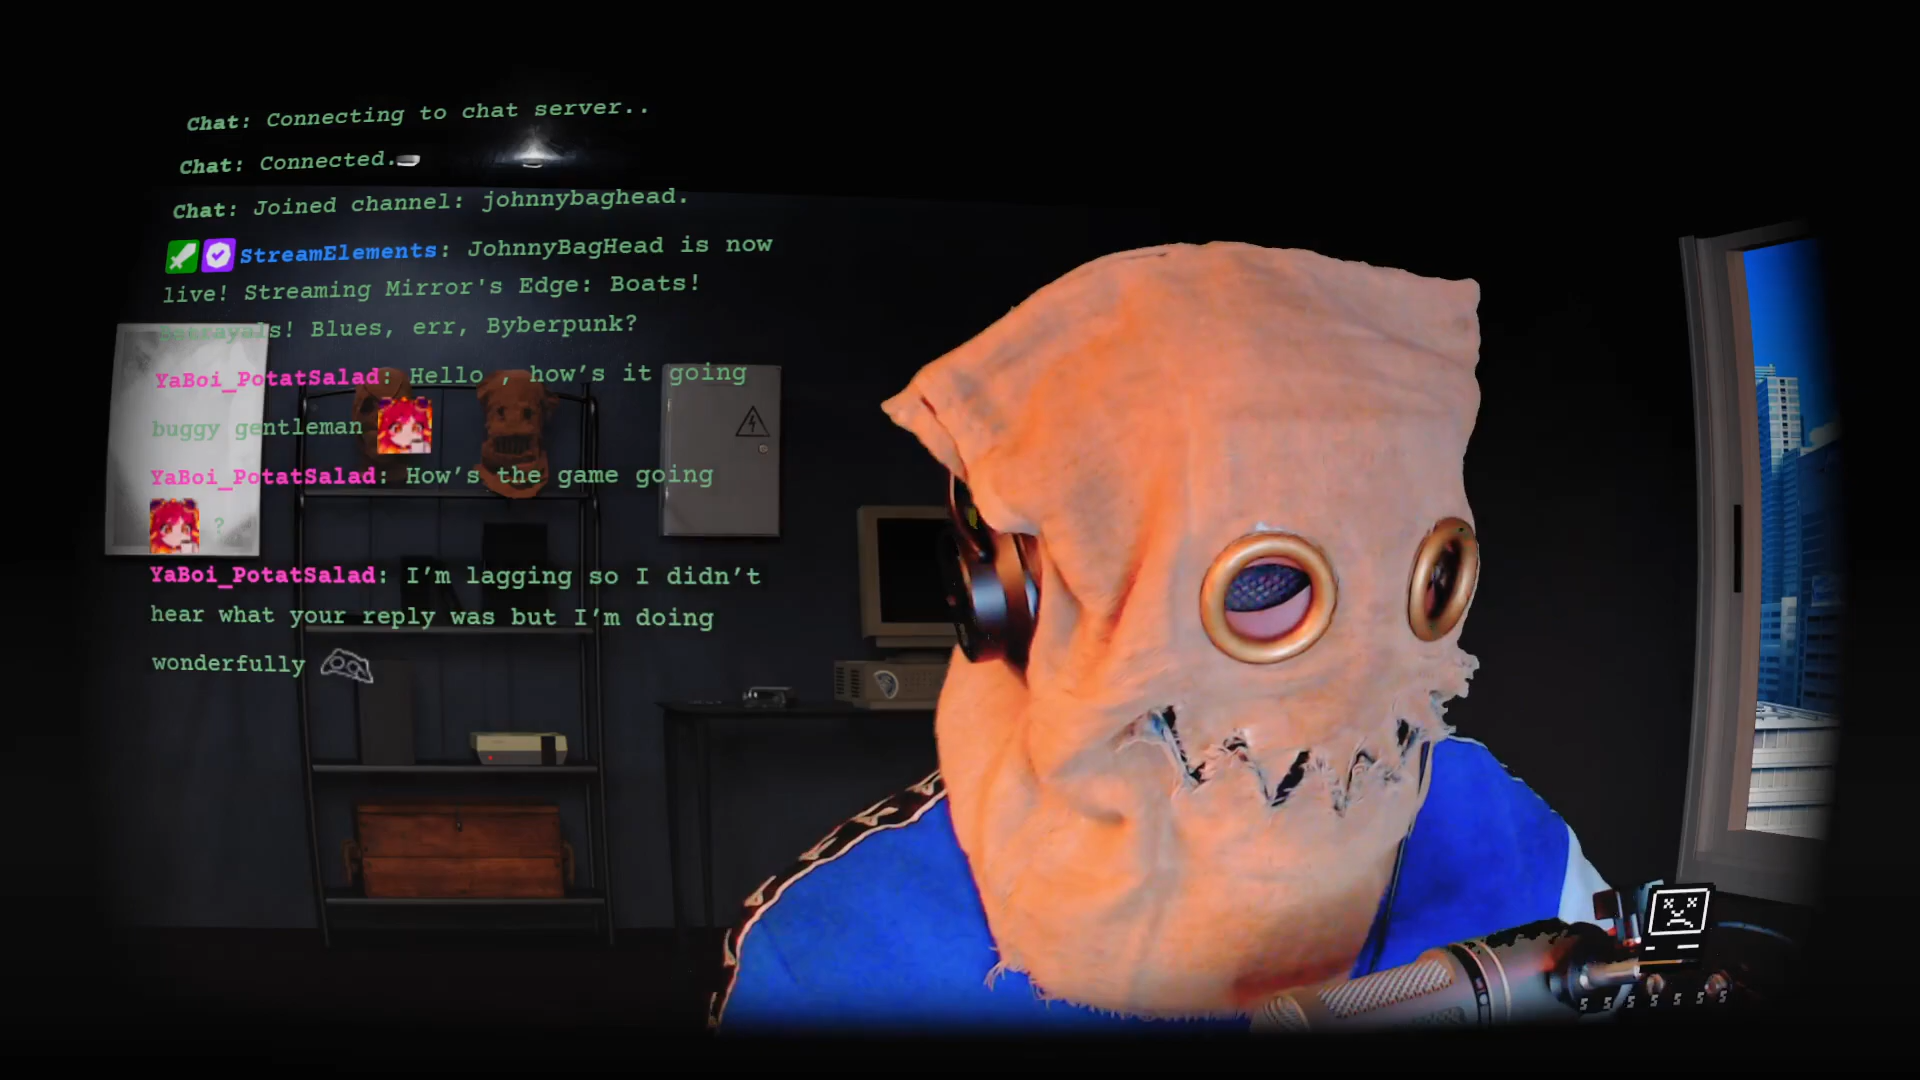 Chat: Connecting to chat server..
Chat: Connected.
Chat: Joined channel: johnnybaghead.
StreamElements: JohnnyBagHead is now
live! Streaming Mirror's Edge: Boats!
Betrayals! Blues, err, Byberpunk?
YaBoi_PotatSalad: Hello , how’s it going
buggy gentleman
YaBoi_PotatSalad: How’s the game going
?
YaBoi_PotatSalad: I’m lagging so I didn’t
hear what your reply was but I’m doing
wonderfully
S S S S S S S